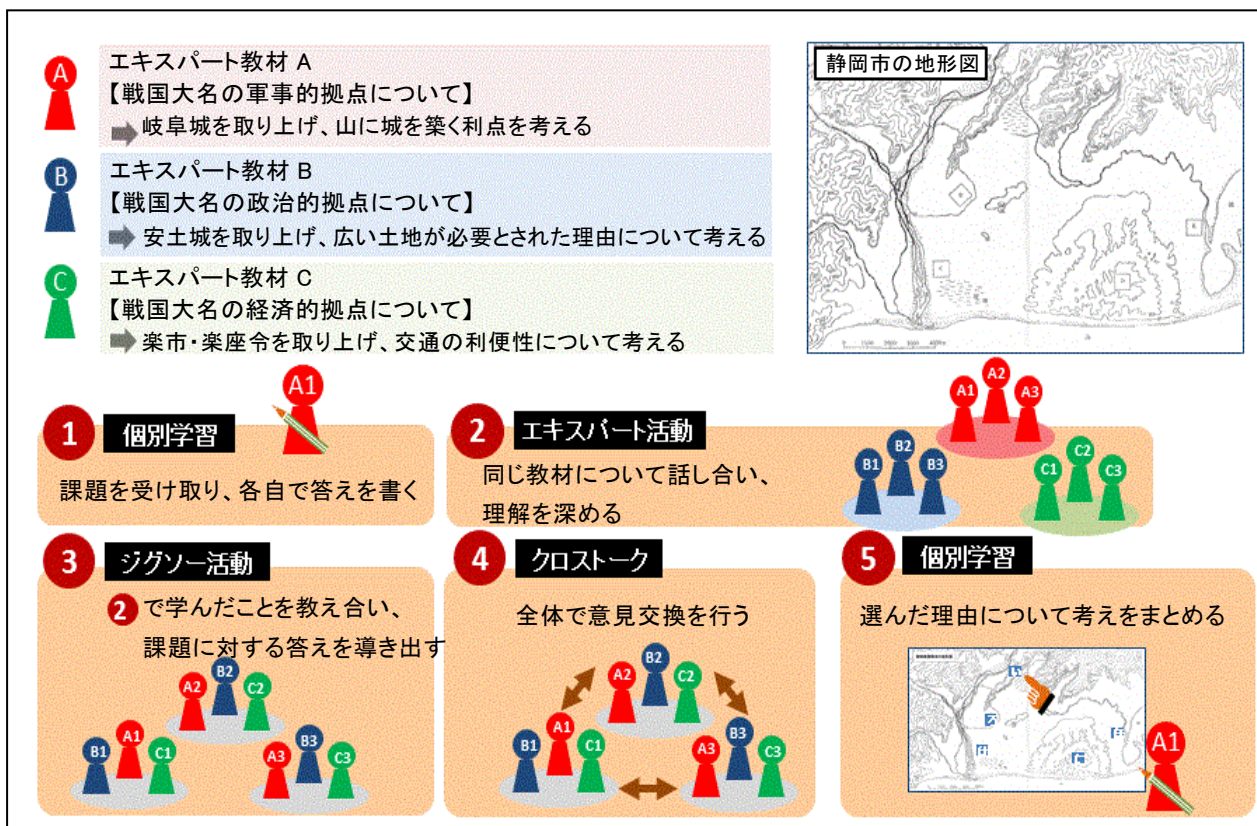 A
エキスパート教材 A
【戦国大名の軍事的拠点について】
岐阜城を取り上げ、山に城を築く利点を考える
B
エキスパート教材 B
【戦国大名の政治的拠点について】
安土城を取り上げ、広い土地が必要とされた理由について考える
C
エキスパート教材 C
【戦国大名の経済的拠点について】
楽市・楽座令を取り上げ、交通の利便性について考える
静岡市の地形図
1 個別学習
A1
課題を受け取り、各自で答えを書く
2 エキスパート活動
同じ教材について話し合い、
理解を深める
A1 A2 A3
B1 B2 B3
C1 C2 C3
3 ジグソー活動
2 で学んだことを教え合い、
課題に対する答えを導き出す
A2 B2 C2
B1 A1 C1
A3 B3 C3
4 クロストーク
全体で意見交換を行う
A2 B2 C2
B1 A1 C1
A3 B3 C3
5 個別学習
選んだ理由について考えをまとめる
A1